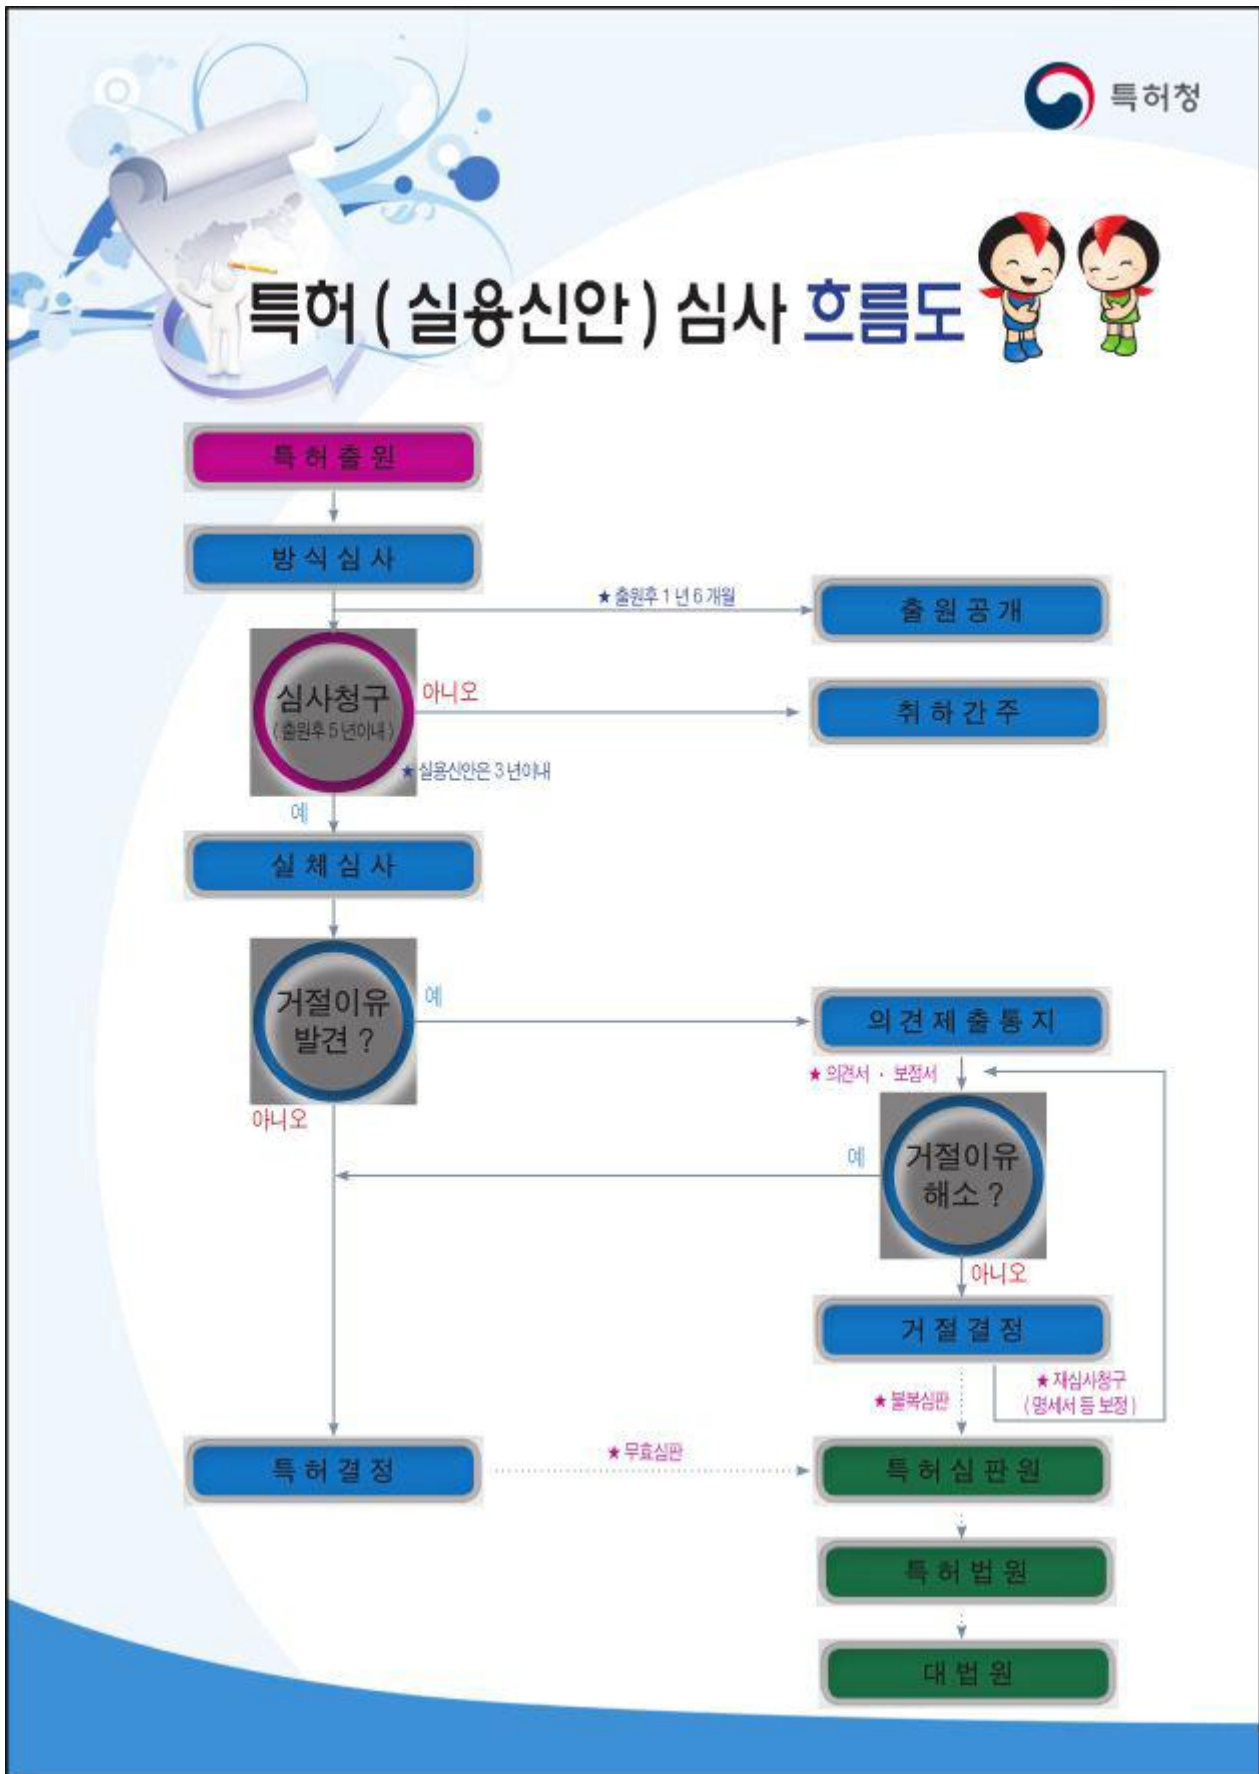 특허청
특허 ( 실용신안 ) 심사 흐름도
특 허 출 원
방 식 심 사
★ 출원후 1 년 6 개월
출 원 공 개
심사청구
( 출원후 5 년이내 )
아니오
취 하 간 주
★ 실용신안은 3 년이내
예
실 체 심 사
거절이유
발견 ?
예
의 견 제 출 통 지
★ 의견서 · 보정서
아니오
거절이유
해소 ?
예
아니오
거 절 결 정
★ 재심사청구
( 명세서 등 보정 )
★ 불복심판
특 허 결 정
★ 무효심판
특 허 심 판 원
특 허 법 원
대 법 원